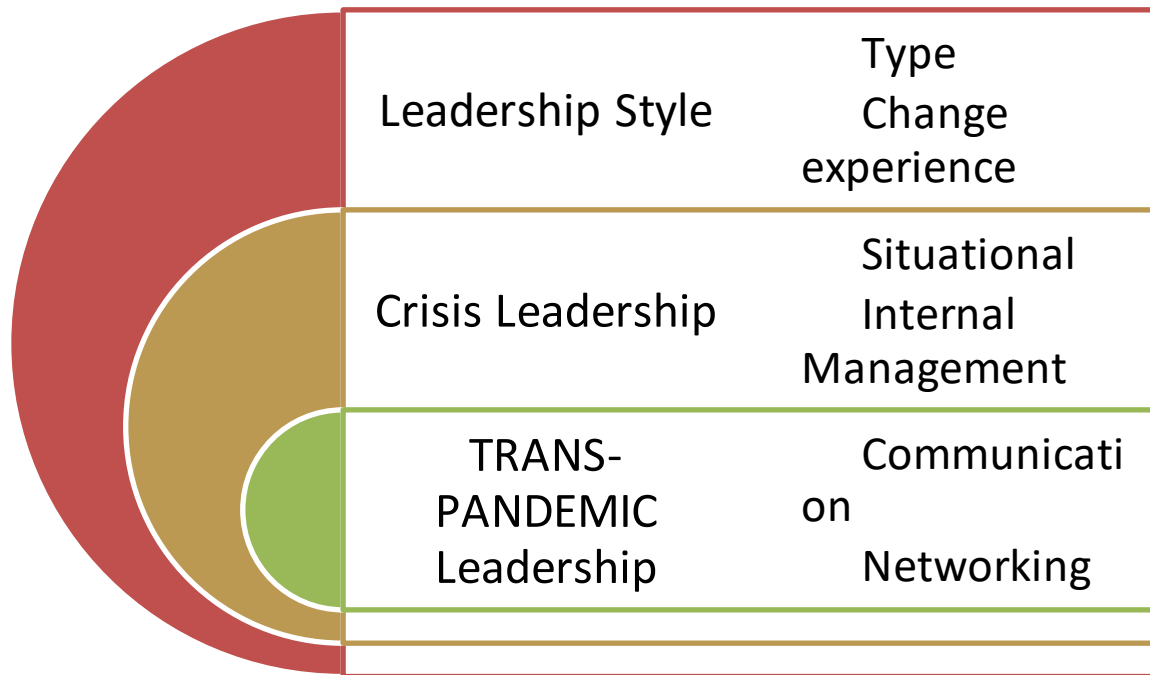 Leadership Style
Type
Change
experience
Crisis Leadership
Situational
Internal
Management
TRANS-
PANDEMIC
Leadership
Communicati
on
Networking